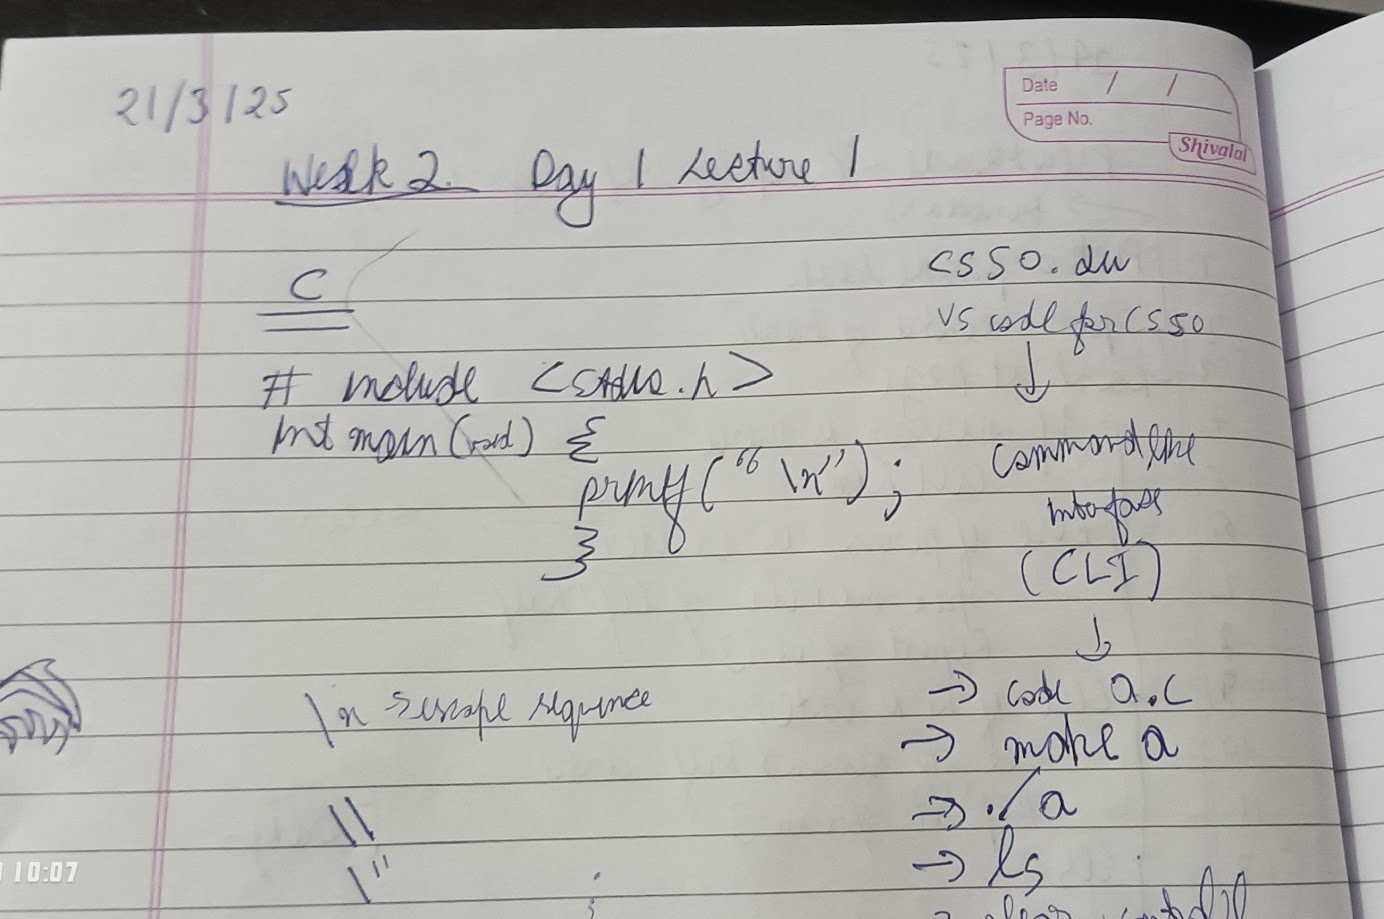 21/3/25
Date / /
Page No.
Shivalal
Week 2. Day 1 Lecture 1
C
CS50.dev
VS code for CS50
# include <stdio.h>
int main(void) {
printf(" \n");
}
Command line
Interface
(CLI)
\n → escape sequence
→ code a.c
→ make a
\\
→ ./a
\"
→ ls
10:07